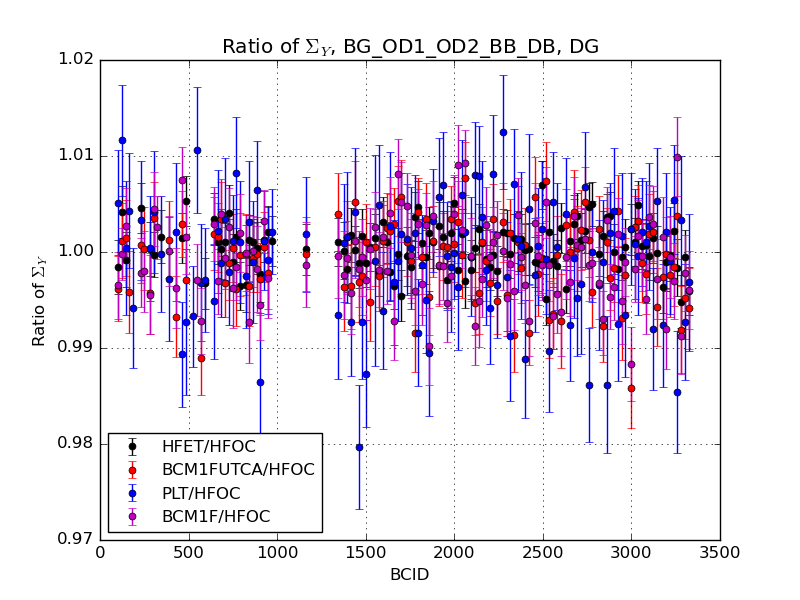 Ratio of Σ_Y, BG_OD1_OD2_BB_DB, DG
1.02
1.01
1.00
0.99
0.98
0.97
Ratio of Σ_Y
HFET/HFOC
BCM1FUTCA/HFOC
PLT/HFOC
BCM1F/HFOC
0 500 1000 1500 2000 2500 3000 3500
BCID